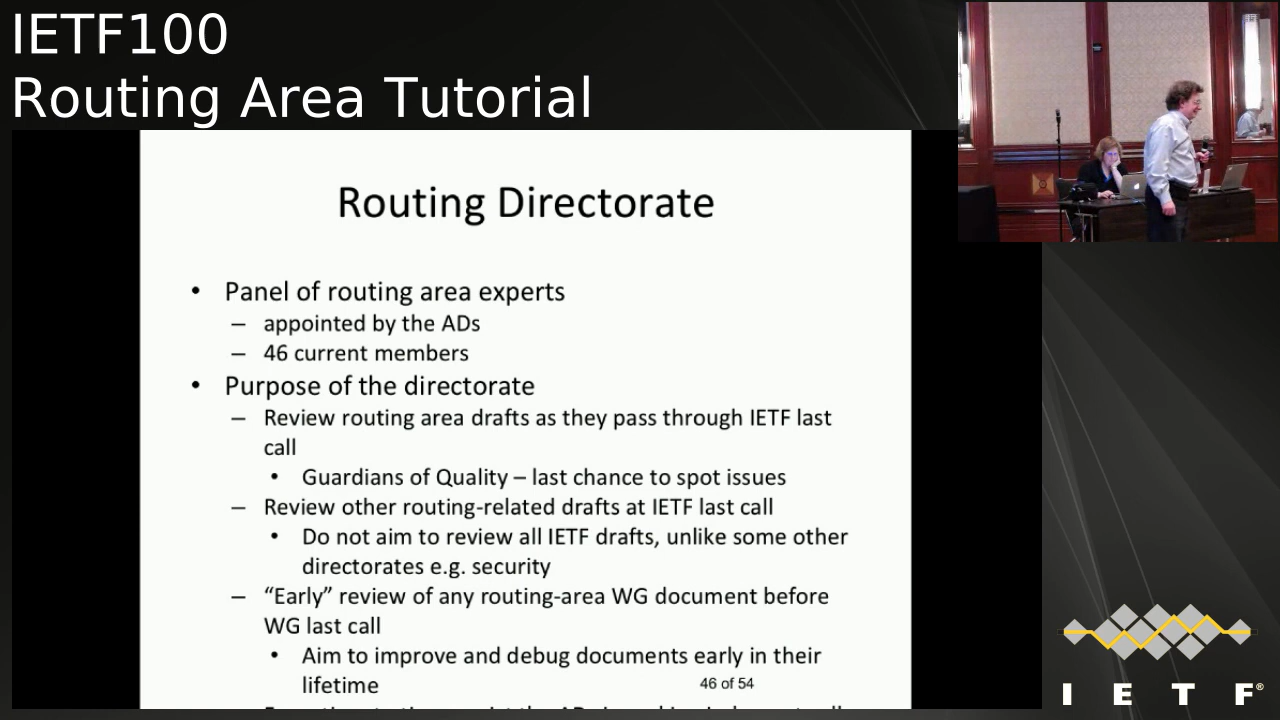 IETF100
Routing Area Tutorial
Routing Directorate
• Panel of routing area experts
– appointed by the ADs
– 46 current members
• Purpose of the directorate
– Review routing area drafts as they pass through IETF last
call
• Guardians of Quality – last chance to spot issues
– Review other routing-related drafts at IETF last call
• Do not aim to review all IETF drafts, unlike some other
directorates e.g. security
– “Early” review of any routing-area WG document before
WG last call
• Aim to improve and debug documents early in their
lifetime
46 of 54
I E T F®